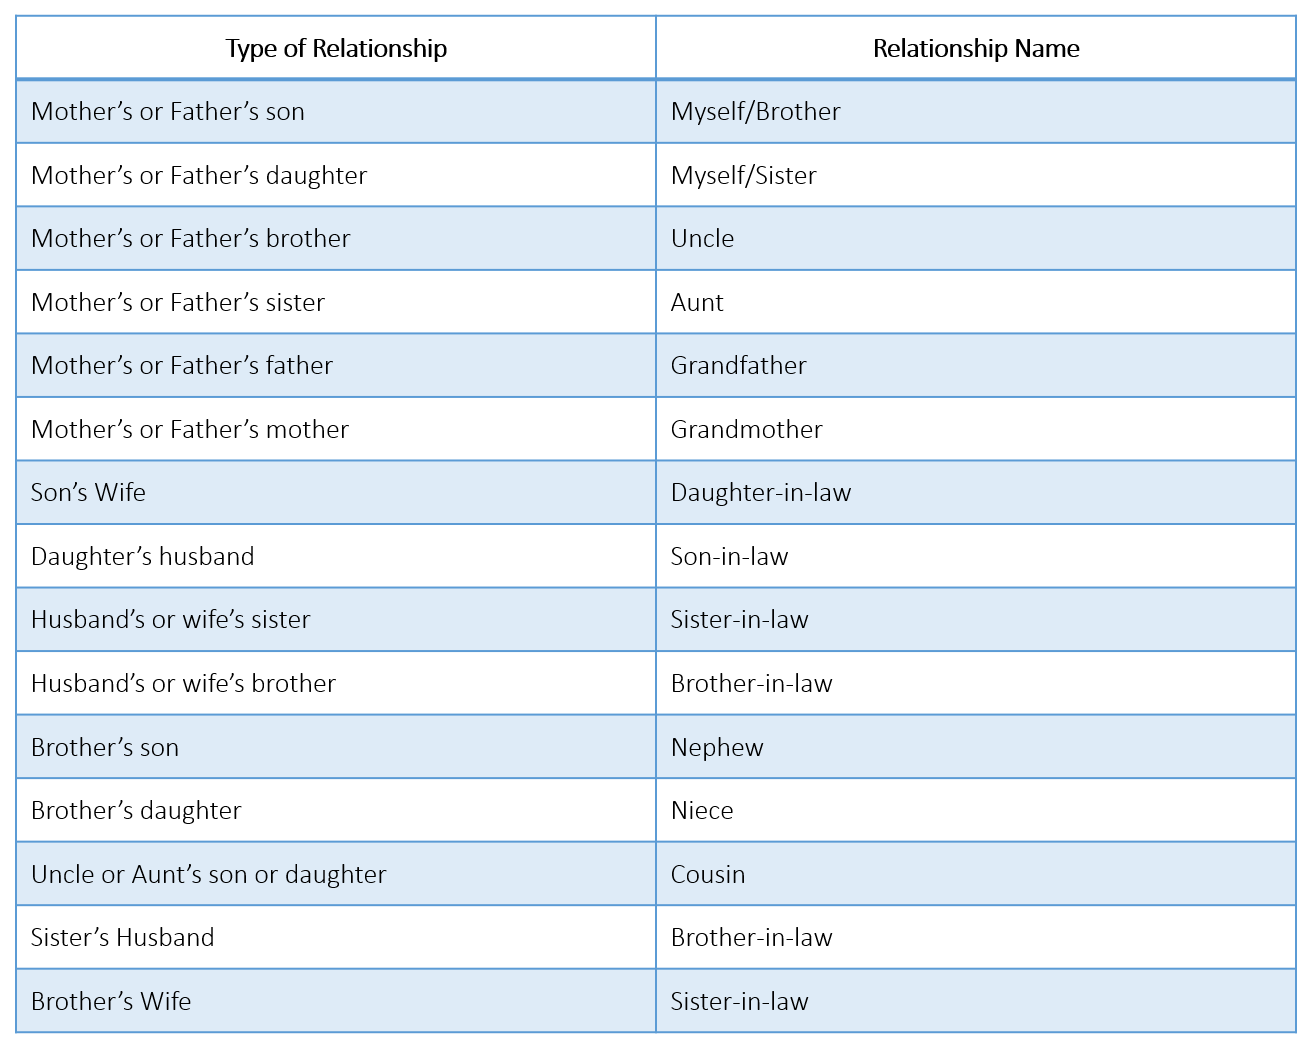 Type of Relationship Relationship Name
Mother’s or Father’s son Myself/Brother
Mother’s or Father’s daughter Myself/Sister
Mother’s or Father’s brother Uncle
Mother’s or Father’s sister Aunt
Mother’s or Father’s father Grandfather
Mother’s or Father’s mother Grandmother
Son’s Wife Daughter-in-law
Daughter’s husband Son-in-law
Husband’s or wife’s sister Sister-in-law
Husband’s or wife’s brother Brother-in-law
Brother’s son Nephew
Brother’s daughter Niece
Uncle or Aunt’s son or daughter Cousin
Sister’s Husband Brother-in-law
Brother’s Wife Sister-in-law